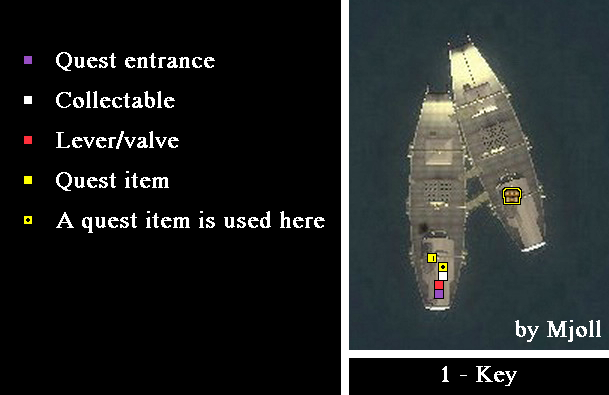 Quest entrance
Collectable
Lever/valve
Quest item
A quest item is used here
by Mjoll
1 - Key